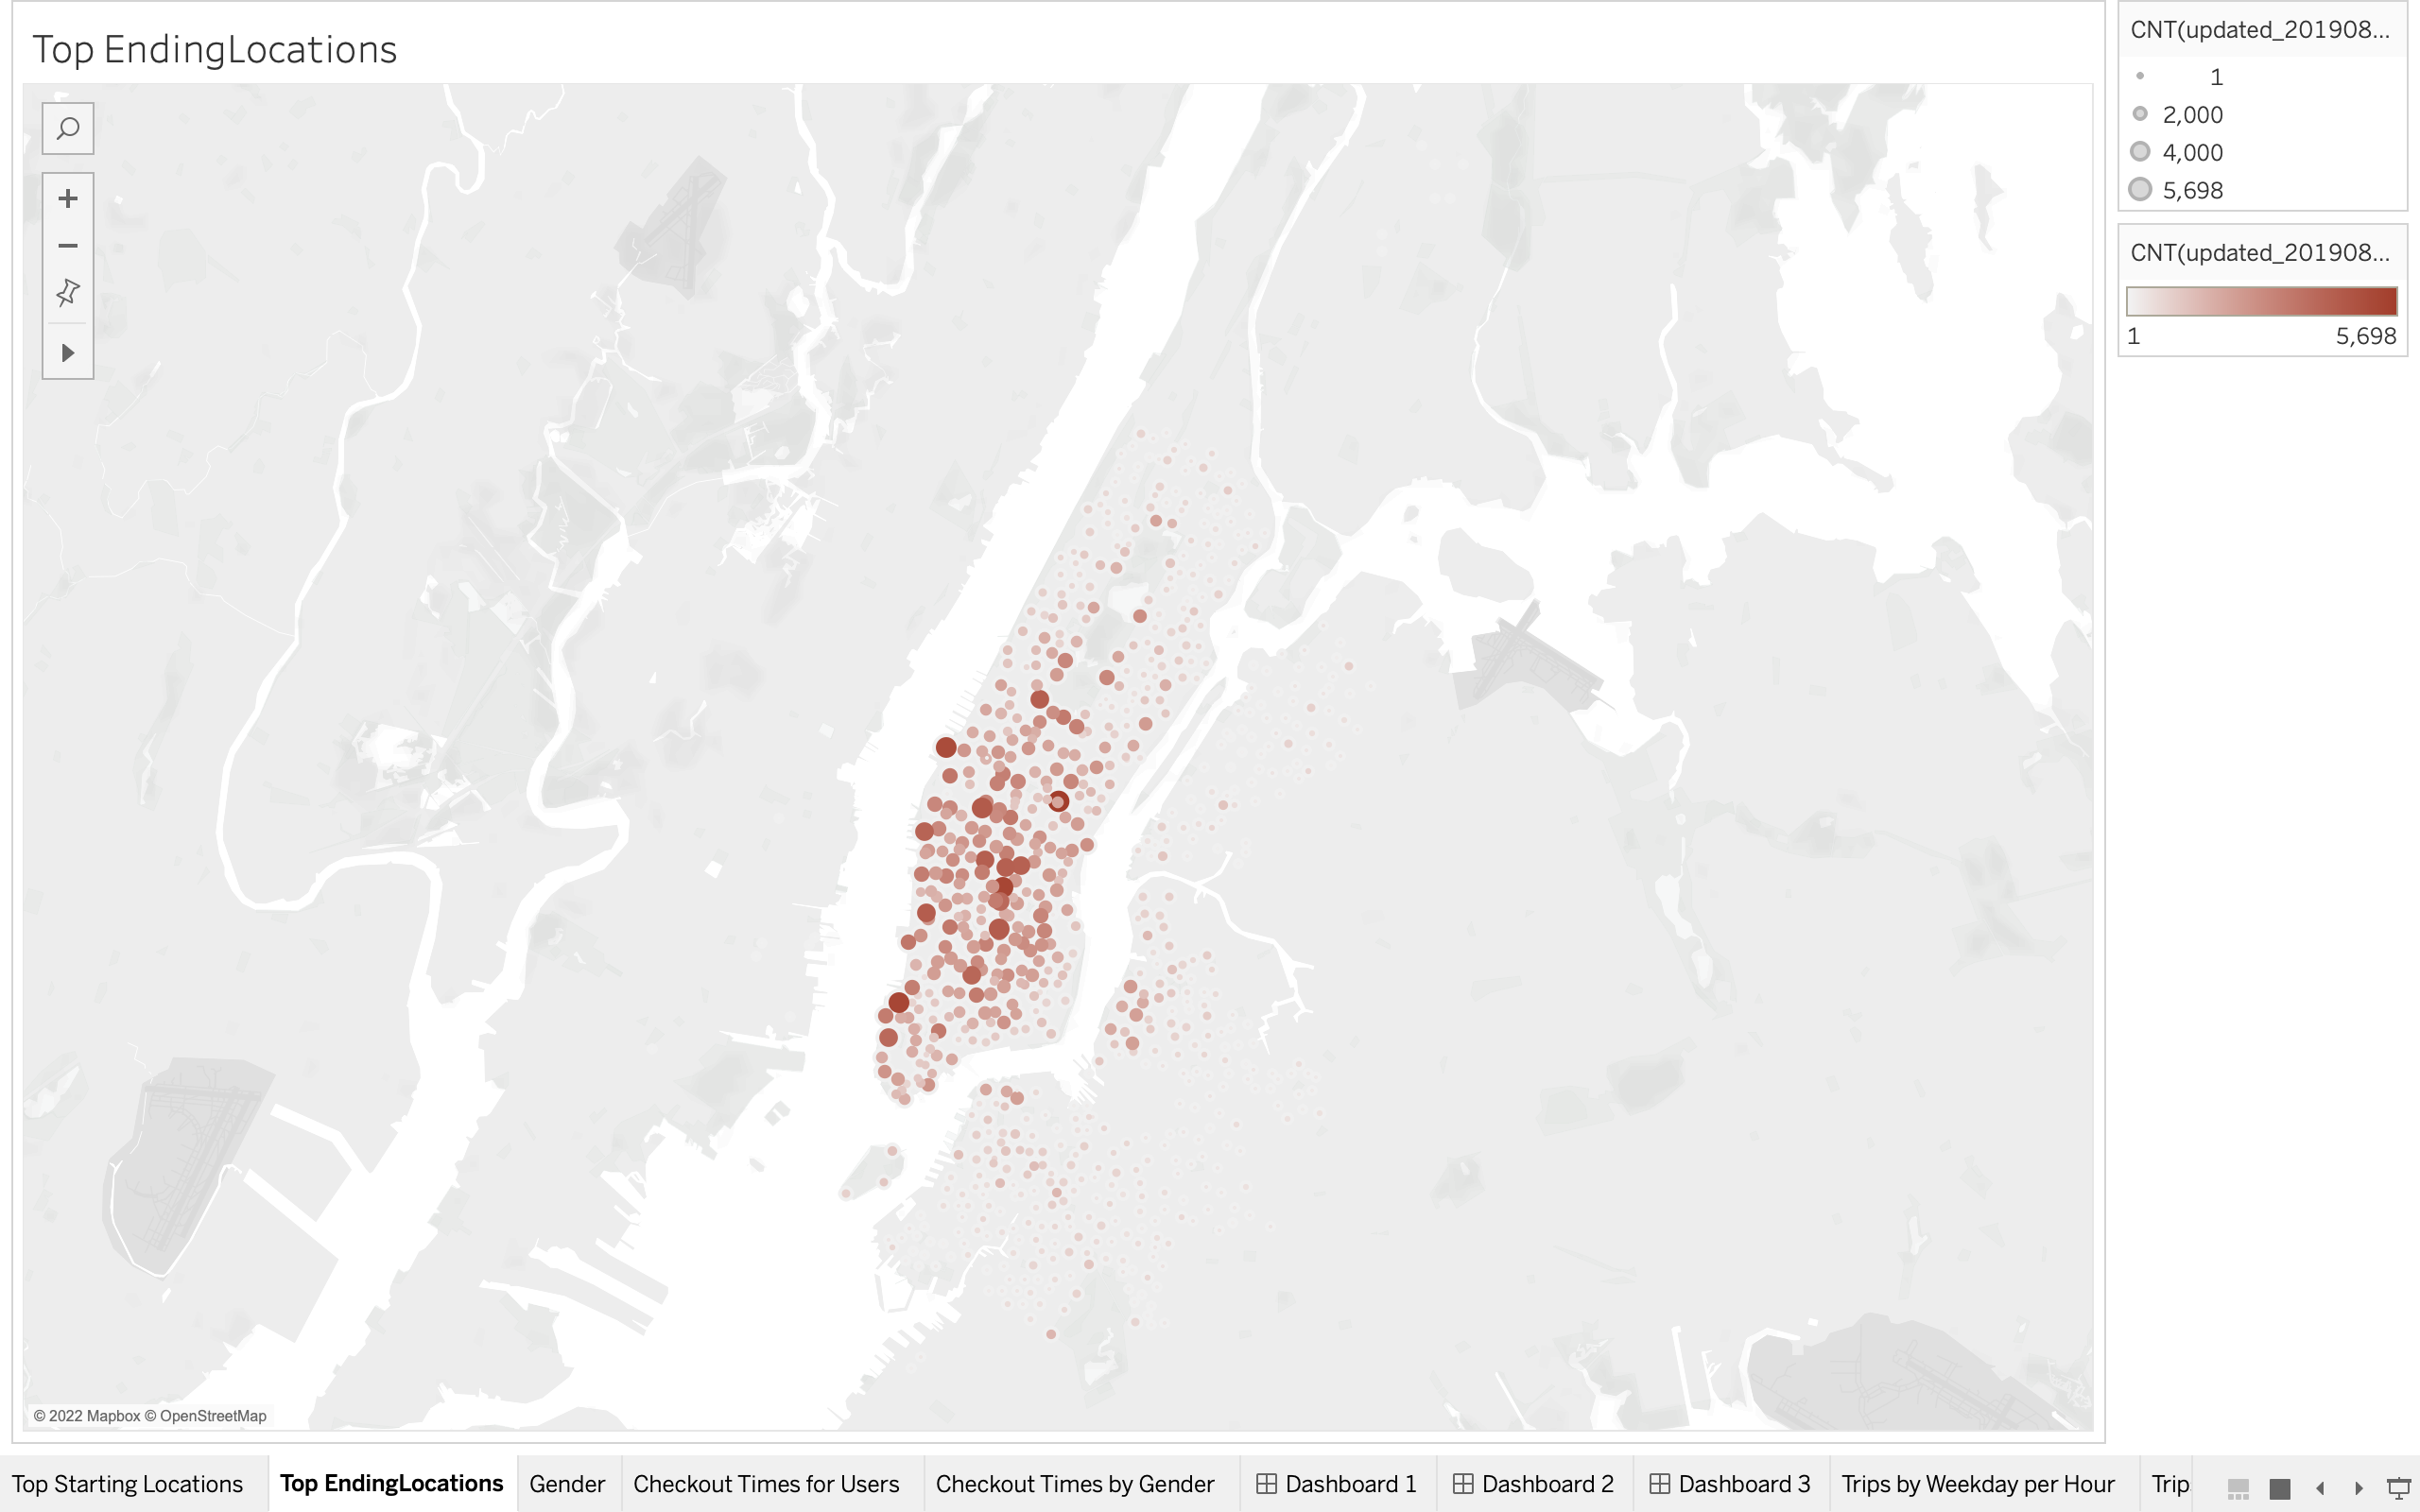 Top EndingLocations
CNT(updated_201908...
1
2,000
4,000
5,698
CNT(updated_201908...
1 5,698
© 2022 Mapbox © OpenStreetMap
Top Starting Locations Top EndingLocations Gender Checkout Times for Users Checkout Times by Gender Dashboard 1 Dashboard 2 Dashboard 3 Trips by Weekday per Hour Trip